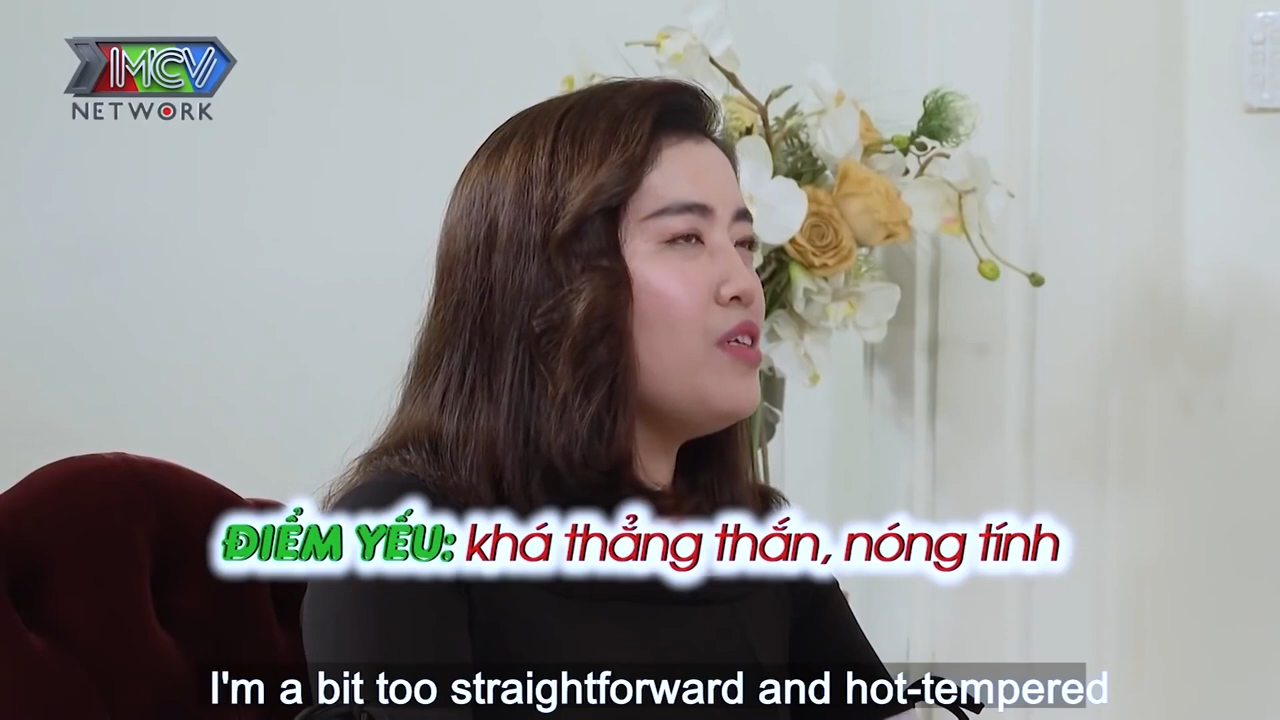 MCV
NETWORK
ĐIỂM YẾU: khá thẳng thắn, nóng tính
I'm a bit too straightforward and hot-tempered